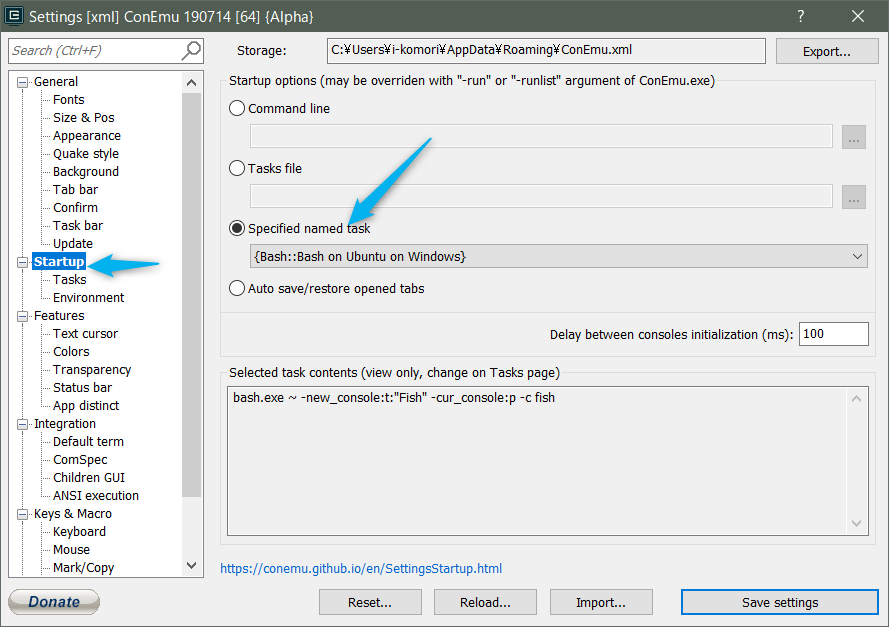 Settings [xml] ConEmu 190714 [64] {Alpha}
?
Search (Ctrl+F)
Storage:
C:¥Users¥i-komori¥AppData¥Roaming¥ConEmu.xml
Export...
General
Fonts
Size & Pos
Appearance
Quake style
Background
Tab bar
Confirm
Task bar
Update
Startup
Tasks
Environment
Features
Text cursor
Colors
Transparency
Status bar
App distinct
Integration
Default term
ComSpec
Children GUI
ANSI execution
Keys & Macro
Keyboard
Mouse
Mark/Copy
Startup options (may be overriden with "-run" or "-runlist" argument of ConEmu.exe)
Command line
...
Tasks file
...
Specified named task
{Bash::Bash on Ubuntu on Windows}
Auto save/restore opened tabs
Delay between consoles initialization (ms): 100
Selected task contents (view only, change on Tasks page)
bash.exe ~ -new_console:t:"Fish" -cur_console:p -c fish
https://conemu.github.io/en/SettingsStartup.html
Donate
Reset...
Reload...
Import...
Save settings